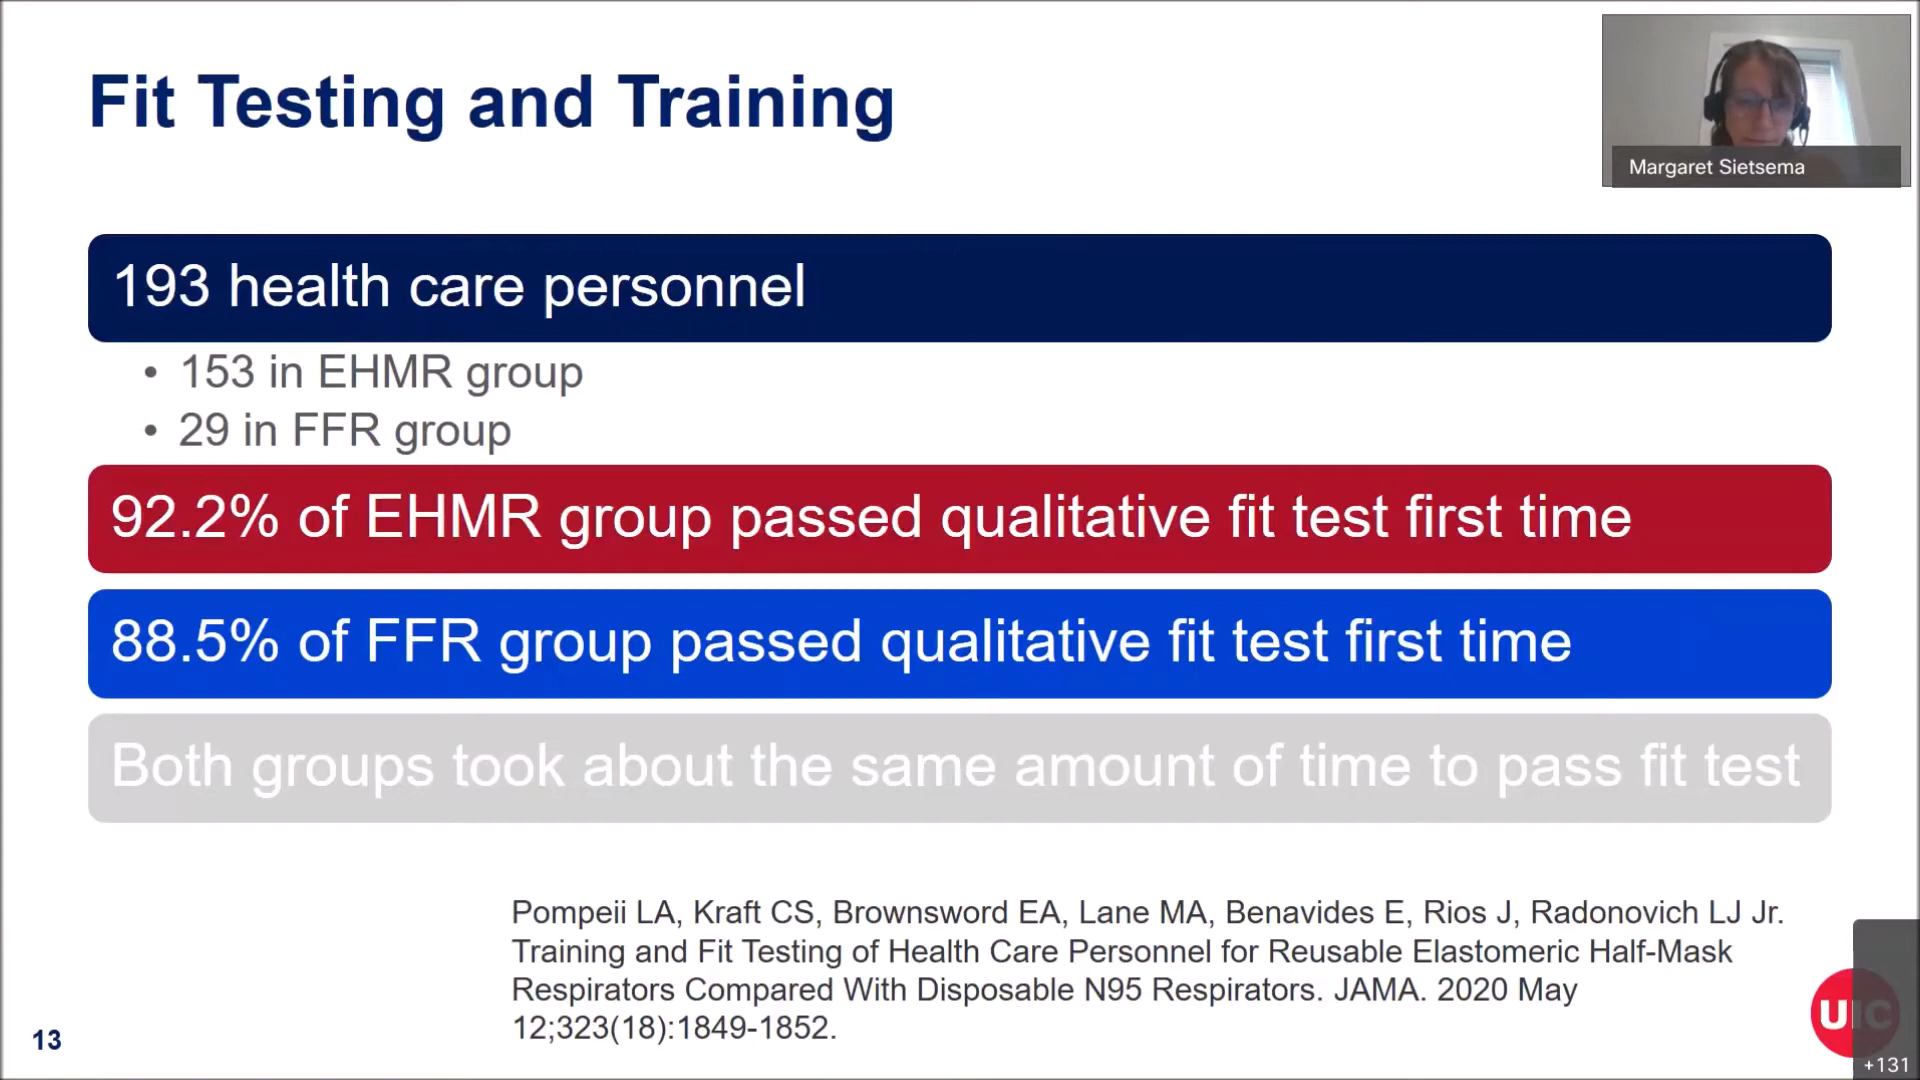 Fit Testing and Training
Margaret Sietsema
193 health care personnel
• 153 in EHMR group
• 29 in FFR group
92.2% of EHMR group passed qualitative fit test first time
88.5% of FFR group passed qualitative fit test first time
Both groups took about the same amount of time to pass fit test
Pompeii LA, Kraft CS, Brownsword EA, Lane MA, Benavides E, Rios J, Radonovich LJ Jr.
Training and Fit Testing of Health Care Personnel for Reusable Elastomeric Half-Mask
Respirators Compared With Disposable N95 Respirators. JAMA. 2020 May
12;323(18):1849-1852.
13
UIC
+131